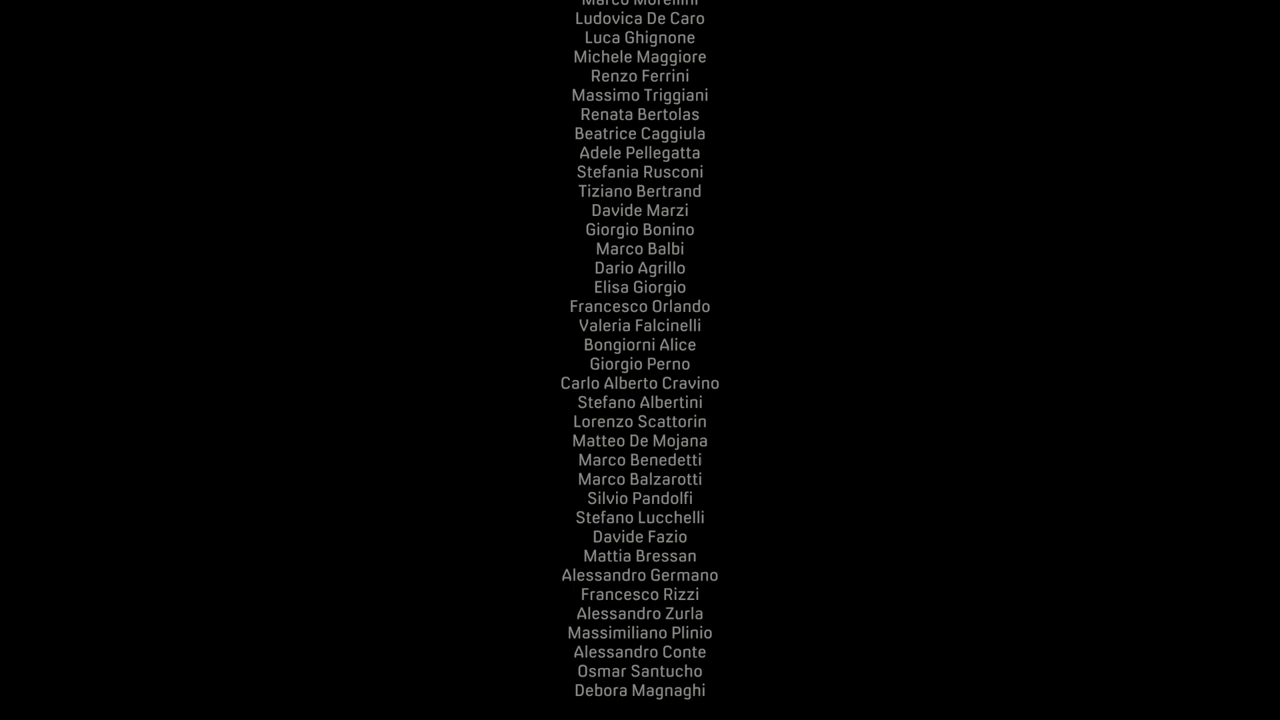 Marco Morellini
Ludovica De Caro
Luca Ghignone
Michele Maggiore
Renzo Ferrini
Massimo Triggiani
Renata Bertolas
Beatrice Caggiula
Adele Pellegatta
Stefania Rusconi
Tiziano Bertrand
Davide Marzi
Giorgio Bonino
Marco Balbi
Dario Agrillo
Elisa Giorgio
Francesco Orlando
Valeria Falcinelli
Bongiorni Alice
Giorgio Perno
Carlo Alberto Cravino
Stefano Albertini
Lorenzo Scattorin
Matteo De Mojana
Marco Benedetti
Marco Balzarotti
Silvio Pandolfi
Stefano Lucchelli
Davide Fazio
Mattia Bressan
Alessandro Germano
Francesco Rizzi
Alessandro Zurla
Massimiliano Plinio
Alessandro Conte
Osmar Santucho
Debora Magnaghi